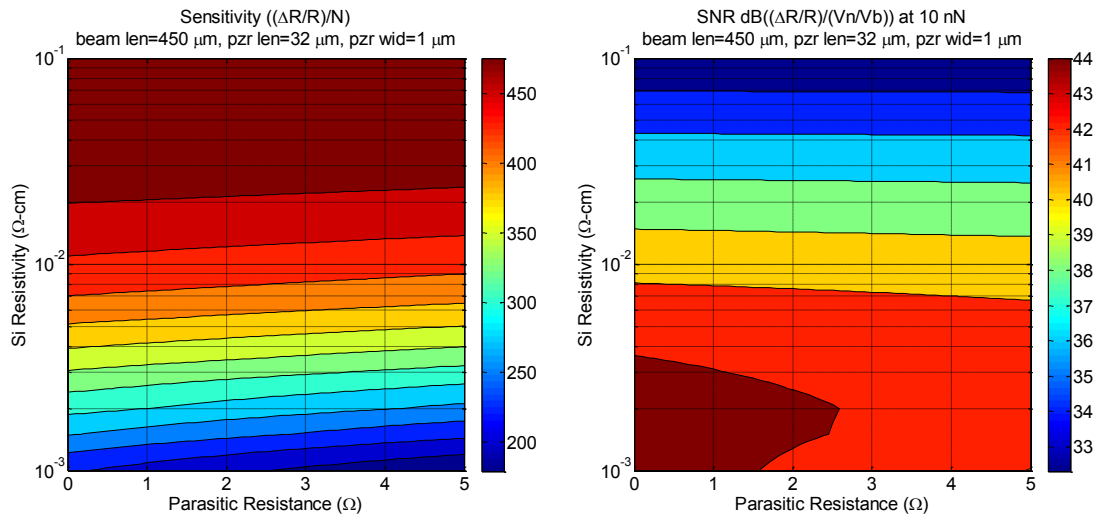 Sensitivity ((ΔR/R)/N)
beam len=450 μm, pzr len=32 μm, pzr wid=1 μm
Si Resistivity (Ω-cm)
10⁻¹
10⁻²
10⁻³
0 1 2 3 4 5
Parasitic Resistance (Ω)
450
400
350
300
250
200
SNR dB((ΔR/R)/(Vn/Vb)) at 10 nN
beam len=450 μm, pzr len=32 μm, pzr wid=1 μm
Si Resistivity (Ω-cm)
10⁻¹
10⁻²
10⁻³
0 1 2 3 4 5
Parasitic Resistance (Ω)
44
43
42
41
40
39
38
37
36
35
34
33